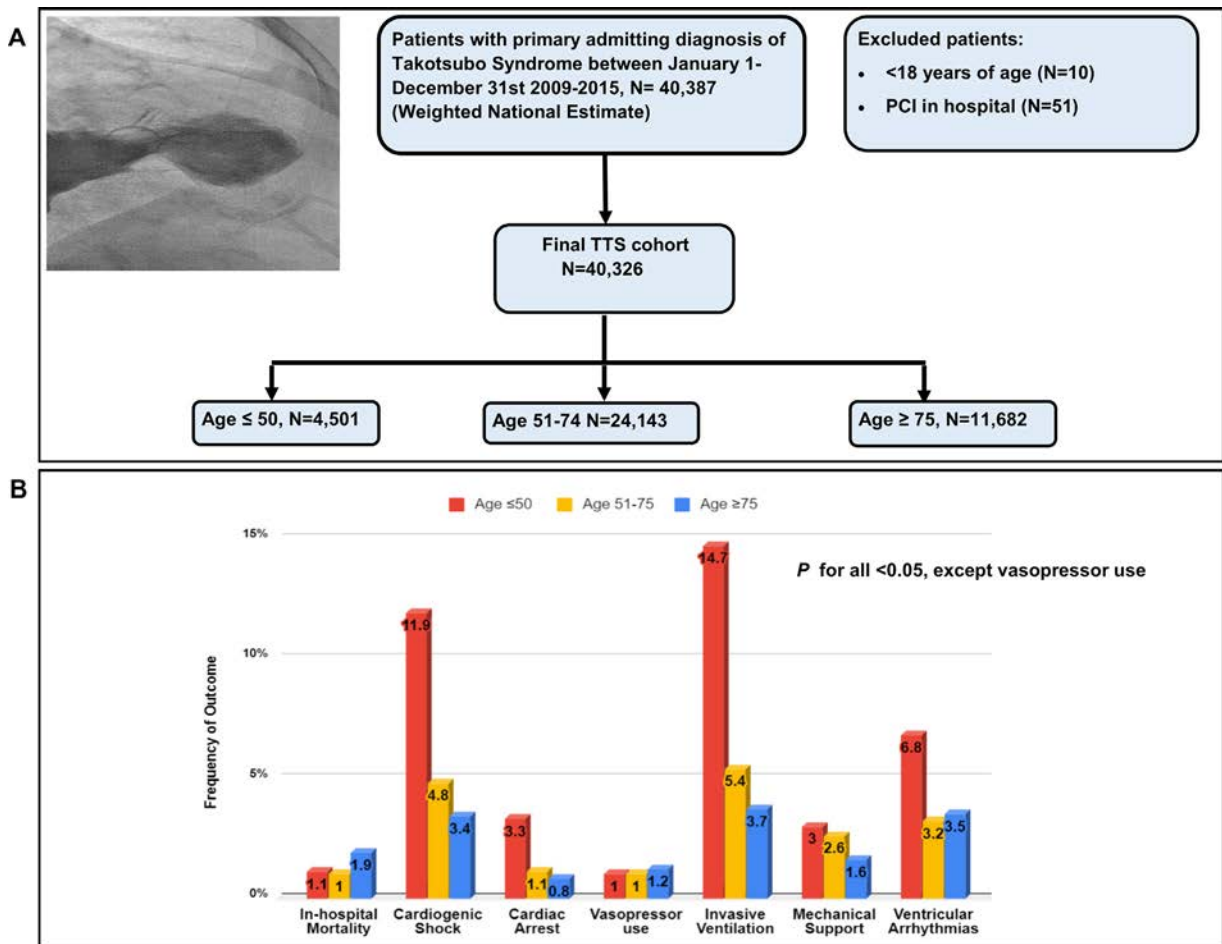 A
Patients with primary admitting diagnosis of
Takotsubo Syndrome between January 1-
December 31st 2009-2015, N= 40,387
(Weighted National Estimate)
Excluded patients:
• <18 years of age (N=10)
• PCI in hospital (N=51)
Final TTS cohort
N=40,326
Age ≤ 50, N=4,501
Age 51-74 N=24,143
Age ≥ 75, N=11,682
B
Age ≤50 Age 51-75 Age ≥75
P for all <0.05, except vasopressor use
Frequency of Outcome
15%
10%
5%
0%
1.1 1 1.9
11.9 4.8 3.4
3.3 1.1 0.8
1 1 1.2
14.7 5.4 3.7
3 2.6 1.6
6.8 3.2 3.5
In-hospital
Mortality
Cardiogenic
Shock
Cardiac
Arrest
Vasopressor
use
Invasive
Ventilation
Mechanical
Support
Ventricular
Arrhythmias